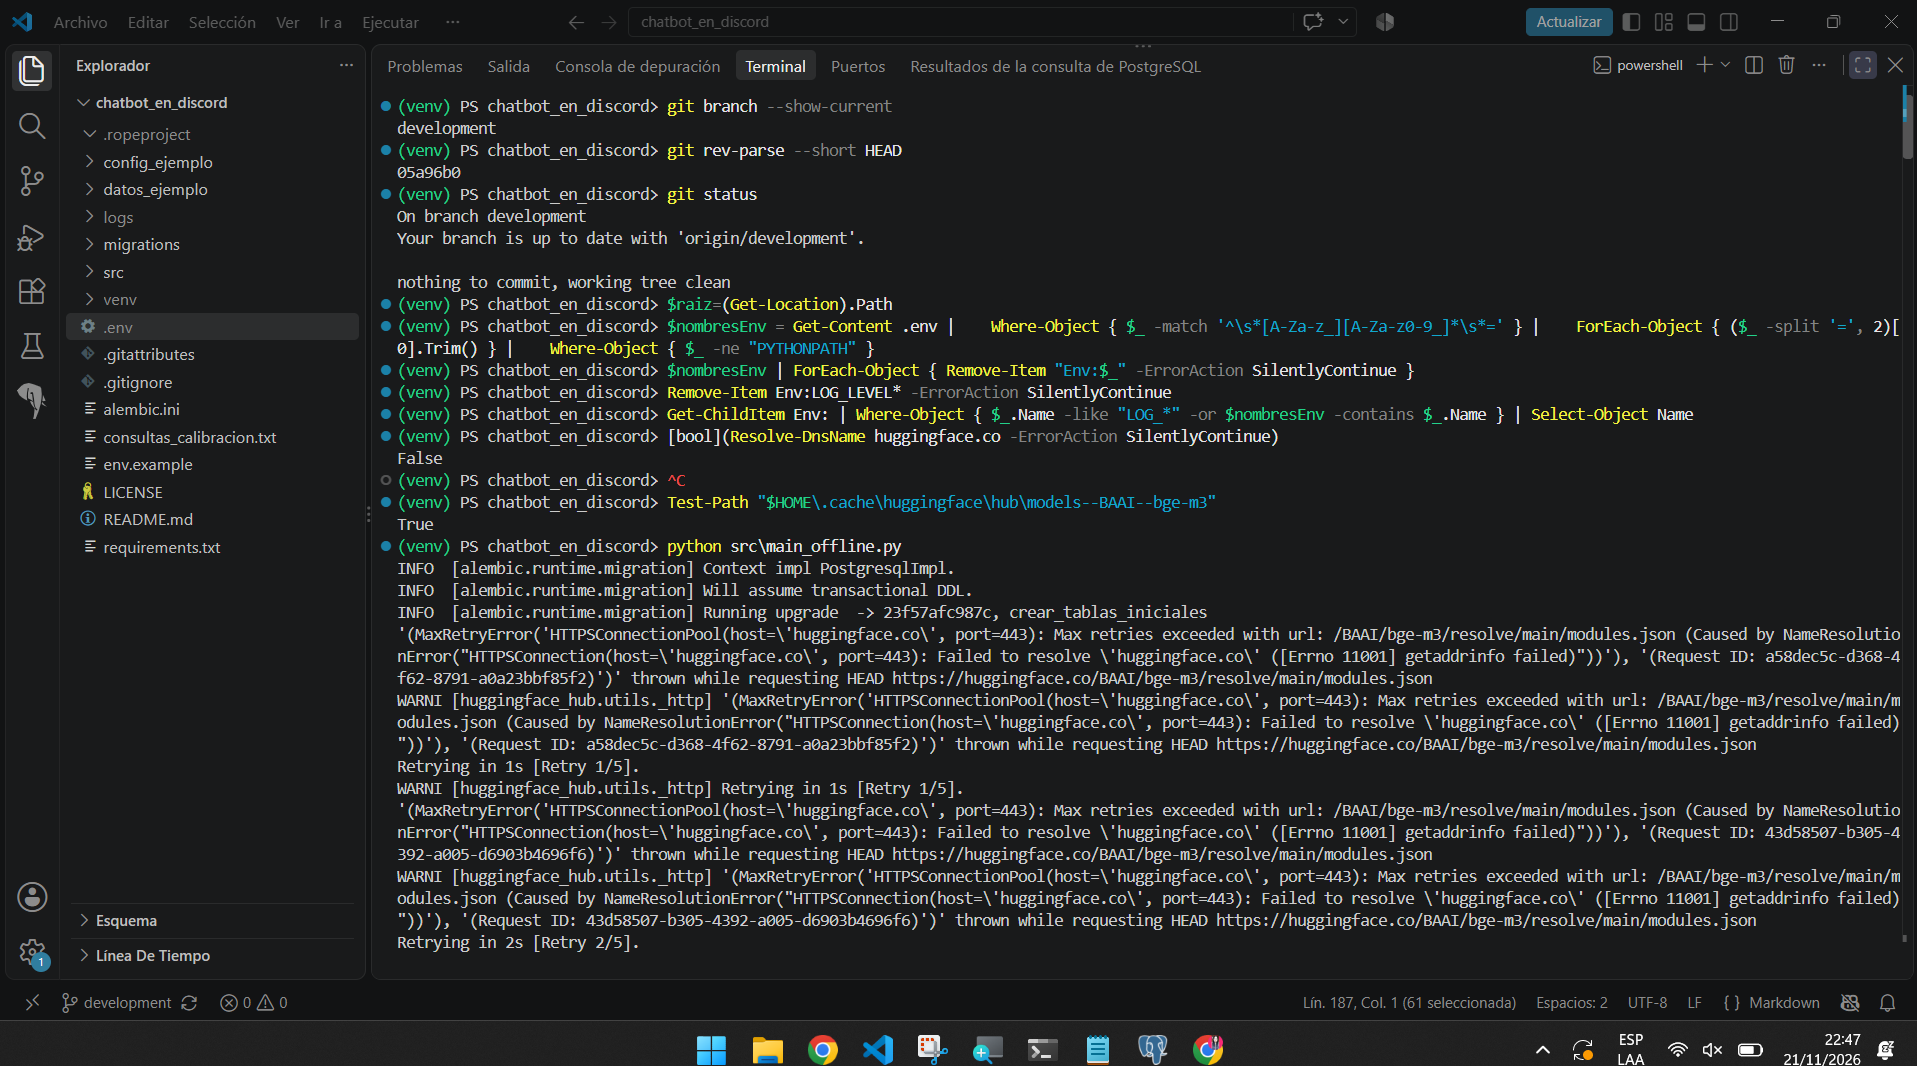 Archivo Editar Selección Ver Ir a Ejecutar ···
chatbot_en_discord
Actualizar
Explorador
chatbot_en_discord
.ropeproject
config_ejemplo
datos_ejemplo
logs
migrations
src
venv
.env
.gitattributes
.gitignore
alembic.ini
consultas_calibracion.txt
env.example
LICENSE
README.md
requirements.txt
Esquema
Línea De Tiempo
1
Problemas Salida Consola de depuración Terminal Puertos Resultados de la consulta de PostgreSQL
powershell
(venv) PS chatbot_en_discord> git branch --show-current
development
(venv) PS chatbot_en_discord> git rev-parse --short HEAD
05a96b0
(venv) PS chatbot_en_discord> git status
On branch development
Your branch is up to date with 'origin/development'.
nothing to commit, working tree clean
(venv) PS chatbot_en_discord> $raiz=(Get-Location).Path
(venv) PS chatbot_en_discord> $nombresEnv = Get-Content .env |    Where-Object { $_ -match '^\s*[A-Za-z_][A-Za-z0-9_]*\s*=' } |    ForEach-Object { ($_ -split '=', 2)[
0].Trim() } |    Where-Object { $_ -ne "PYTHONPATH" }
(venv) PS chatbot_en_discord> $nombresEnv | ForEach-Object { Remove-Item "Env:$_" -ErrorAction SilentlyContinue }
(venv) PS chatbot_en_discord> Remove-Item Env:LOG_LEVEL* -ErrorAction SilentlyContinue
(venv) PS chatbot_en_discord> Get-ChildItem Env: | Where-Object { $_.Name -like "LOG_*" -or $nombresEnv -contains $_.Name } | Select-Object Name
(venv) PS chatbot_en_discord> [bool](Resolve-DnsName huggingface.co -ErrorAction SilentlyContinue)
False
(venv) PS chatbot_en_discord> ^C
(venv) PS chatbot_en_discord> Test-Path "$HOME\.cache\huggingface\hub\models--BAAI--bge-m3"
True
(venv) PS chatbot_en_discord> python src\main_offline.py
INFO  [alembic.runtime.migration] Context impl PostgresqlImpl.
INFO  [alembic.runtime.migration] Will assume transactional DDL.
INFO  [alembic.runtime.migration] Running upgrade  -> 23f57afc987c, crear_tablas_iniciales
'(MaxRetryError('HTTPSConnectionPool(host=\'huggingface.co\', port=443): Max retries exceeded with url: /BAAI/bge-m3/resolve/main/modules.json (Caused by NameResolutio
nError("HTTPSConnection(host=\'huggingface.co\', port=443): Failed to resolve \'huggingface.co\' ([Errno 11001] getaddrinfo failed)"))'), '(Request ID: a58dec5c-d368-4
f62-8791-a0a23bbf85f2)')' thrown while requesting HEAD https://huggingface.co/BAAI/bge-m3/resolve/main/modules.json
WARNI [huggingface_hub.utils._http] '(MaxRetryError('HTTPSConnectionPool(host=\'huggingface.co\', port=443): Max retries exceeded with url: /BAAI/bge-m3/resolve/main/m
odules.json (Caused by NameResolutionError("HTTPSConnection(host=\'huggingface.co\', port=443): Failed to resolve \'huggingface.co\' ([Errno 11001] getaddrinfo failed)
"))'), '(Request ID: a58dec5c-d368-4f62-8791-a0a23bbf85f2)')' thrown while requesting HEAD https://huggingface.co/BAAI/bge-m3/resolve/main/modules.json
Retrying in 1s [Retry 1/5].
WARNI [huggingface_hub.utils._http] Retrying in 1s [Retry 1/5].
'(MaxRetryError('HTTPSConnectionPool(host=\'huggingface.co\', port=443): Max retries exceeded with url: /BAAI/bge-m3/resolve/main/modules.json (Caused by NameResolutio
nError("HTTPSConnection(host=\'huggingface.co\', port=443): Failed to resolve \'huggingface.co\' ([Errno 11001] getaddrinfo failed)"))'), '(Request ID: 43d58507-b305-4
392-a005-d6903b4696f6)')' thrown while requesting HEAD https://huggingface.co/BAAI/bge-m3/resolve/main/modules.json
WARNI [huggingface_hub.utils._http] '(MaxRetryError('HTTPSConnectionPool(host=\'huggingface.co\', port=443): Max retries exceeded with url: /BAAI/bge-m3/resolve/main/m
odules.json (Caused by NameResolutionError("HTTPSConnection(host=\'huggingface.co\', port=443): Failed to resolve \'huggingface.co\' ([Errno 11001] getaddrinfo failed)
"))'), '(Request ID: 43d58507-b305-4392-a005-d6903b4696f6)')' thrown while requesting HEAD https://huggingface.co/BAAI/bge-m3/resolve/main/modules.json
Retrying in 2s [Retry 2/5].
development 0 0
Lín. 187, Col. 1 (61 seleccionada) Espacios: 2 UTF-8 LF { } Markdown
ESP
LAA
22:47
21/11/2026